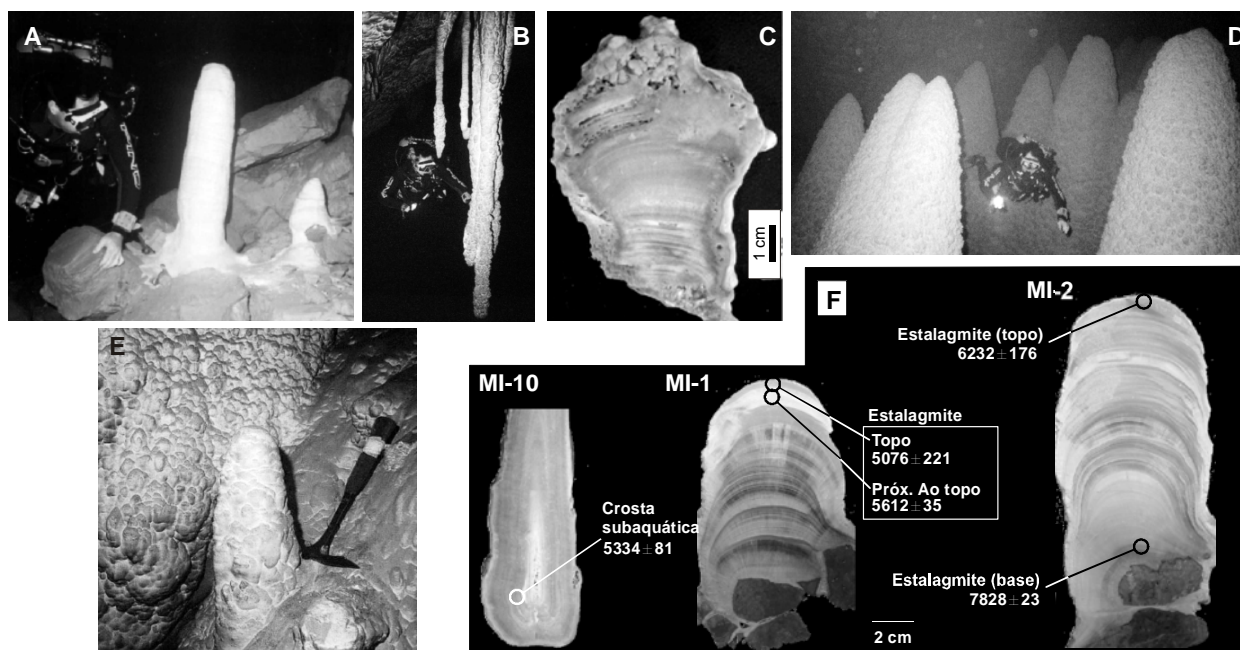 A
B
C
1 cm
D
E
F
MI-10
Crosta
subaquática
5334±81
MI-1
Estalagmite
Topo
5076±221
Próx. Ao topo
5612±35
MI-2
Estalagmite (topo)
6232±176
Estalagmite (base)
7828±23
2 cm